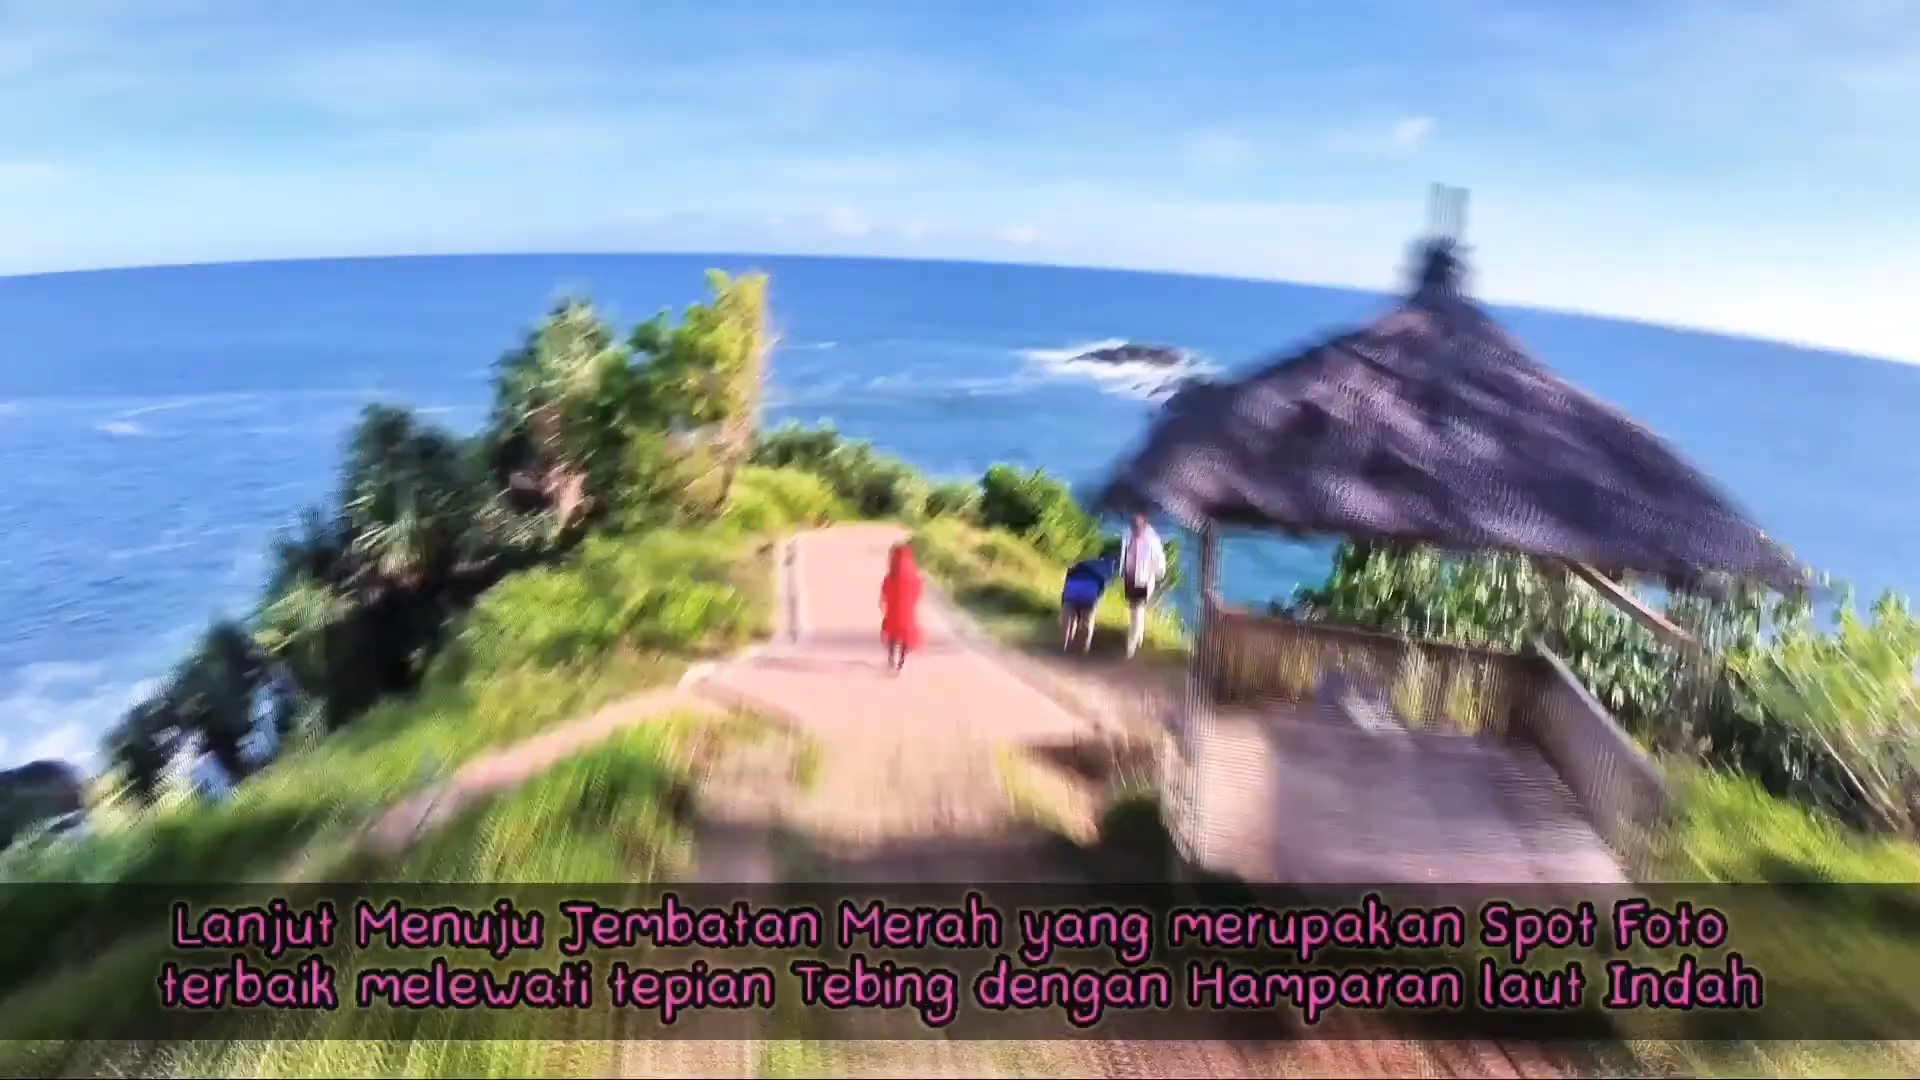 Lanjut Menuju Jembatan Merah yang merupakan Spot Foto
terbaik melewati tepian Tebing dengan Hamparan laut Indah